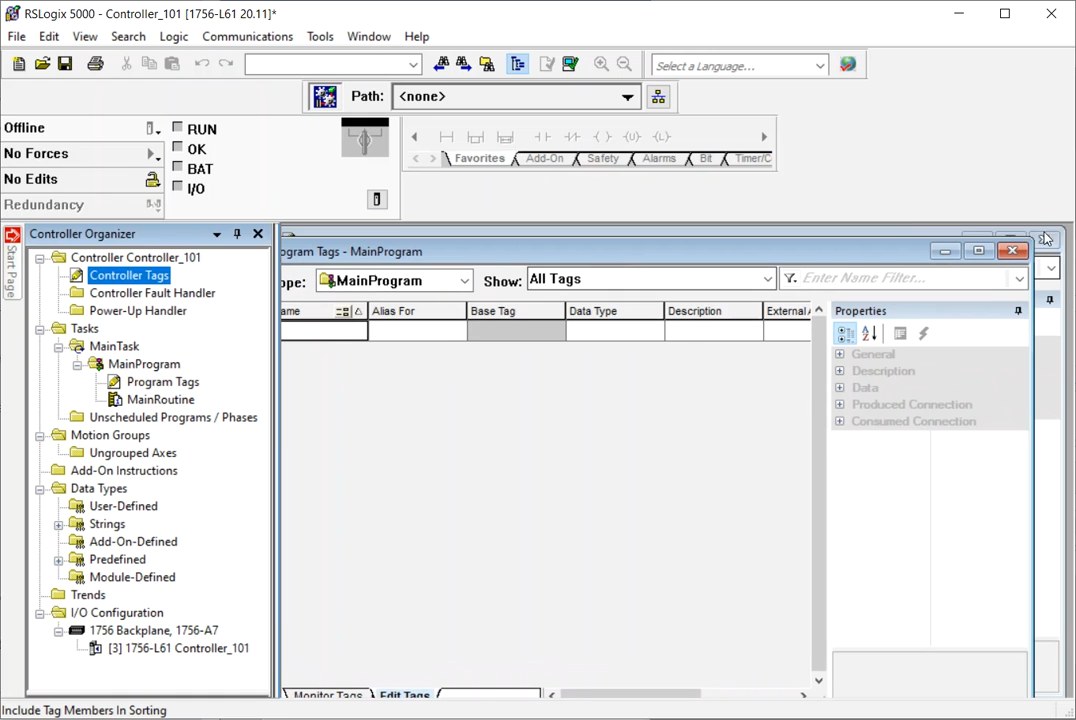 RSLogix 5000 - Controller_101 [1756-L61 20.11]*
File Edit View Search Logic Communications Tools Window Help
Select a Language...
Path: <none>
Offline
RUN
No Forces
OK
No Edits
BAT
Redundancy
I/O
Favorites Add-On Safety Alarms Bit Timer/C
Start Page
Controller Organizer
Controller Controller_101
Controller Tags
Controller Fault Handler
Power-Up Handler
Tasks
MainTask
MainProgram
Program Tags
MainRoutine
Unscheduled Programs / Phases
Motion Groups
Ungrouped Axes
Add-On Instructions
Data Types
User-Defined
Strings
Add-On-Defined
Predefined
Module-Defined
Trends
I/O Configuration
1756 Backplane, 1756-A7
[3] 1756-L61 Controller_101
ogram Tags - MainProgram
ope: MainProgram Show: All Tags Enter Name Filter...
ame Alias For Base Tag Data Type Description External A
Properties
General
Description
Data
Produced Connection
Consumed Connection
Monitor Tags Edit Tags
Include Tag Members In Sorting